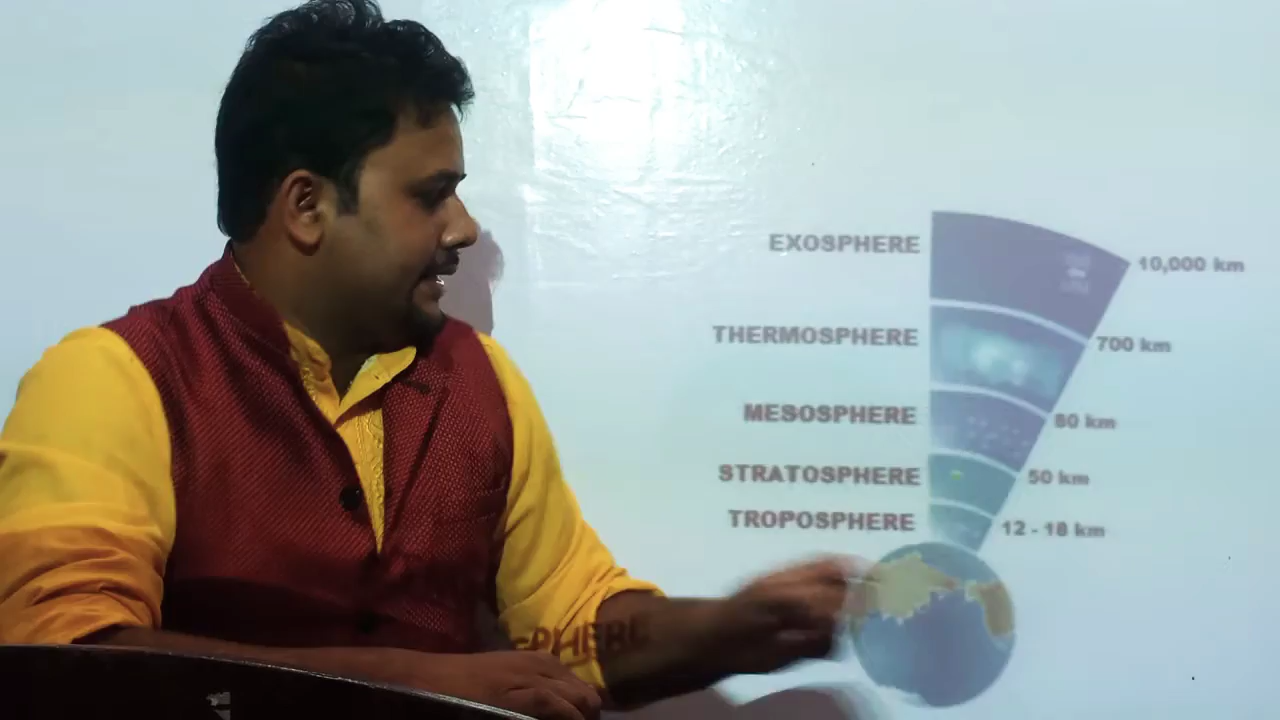 EXOSPHERE
10,000 km
THERMOSPHERE
700 km
MESOSPHERE
80 km
STRATOSPHERE
50 km
TROPOSPHERE
12 - 18 km